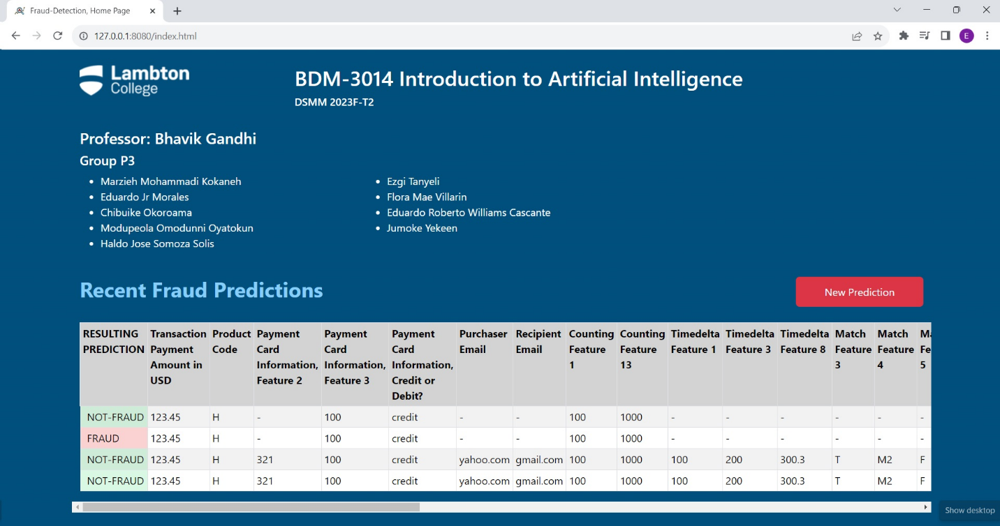 Fraud-Detection, Home Page
127.0.0.1:8080/index.html
E
Lambton
College
BDM-3014 Introduction to Artificial Intelligence
DSMM 2023F-T2
Professor: Bhavik Gandhi
Group P3
• Marzieh Mohammadi Kokaneh
• Eduardo Jr Morales
• Chibuike Okoroama
• Modupeola Omodunni Oyatokun
• Haldo Jose Somoza Solis
• Ezgi Tanyeli
• Flora Mae Villarin
• Eduardo Roberto Williams Cascante
• Jumoke Yekeen
Recent Fraud Predictions
New Prediction
RESULTING Transaction Product Payment Payment Payment Purchaser Recipient Counting Counting Timedelta Timedelta Timedelta Match Match
PREDICTION Payment Code Card Card Card Email Email Feature Feature Feature 1 Feature 3 Feature 8 Feature Feature Fe
Amount in Information, Information, Information, 1 13 3 4 5
USD Feature 2 Feature 3 Credit or
Debit?
NOT-FRAUD 123.45 H - 100 credit - - 100 1000 - - - - - -
FRAUD 123.45 H - 100 credit - - 100 1000 - - - - - -
NOT-FRAUD 123.45 H 321 100 credit yahoo.com gmail.com 100 1000 100 200 300.3 T M2 F
NOT-FRAUD 123.45 H 321 100 credit yahoo.com gmail.com 100 1000 100 200 300.3 T M2 F
Show desktop